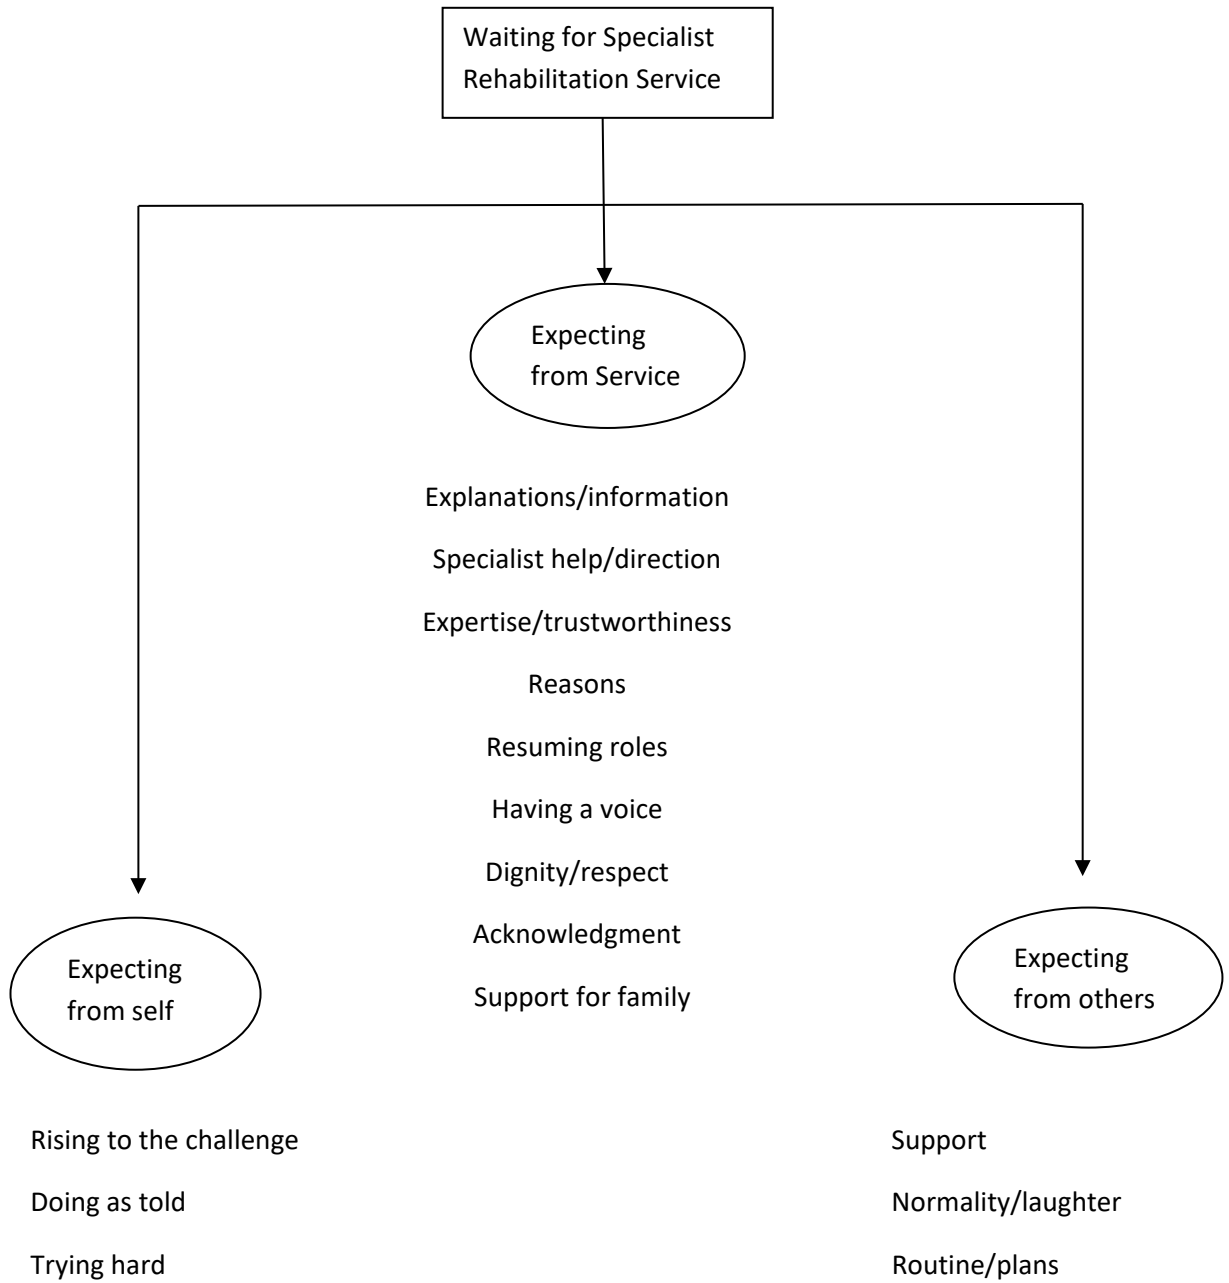 Waiting for Specialist
Rehabilitation Service
Expecting
from Service
Explanations/information
Specialist help/direction
Expertise/trustworthiness
Reasons
Resuming roles
Having a voice
Dignity/respect
Acknowledgment
Support for family
Expecting
from self
Rising to the challenge
Doing as told
Trying hard
Expecting
from others
Support
Normality/laughter
Routine/plans